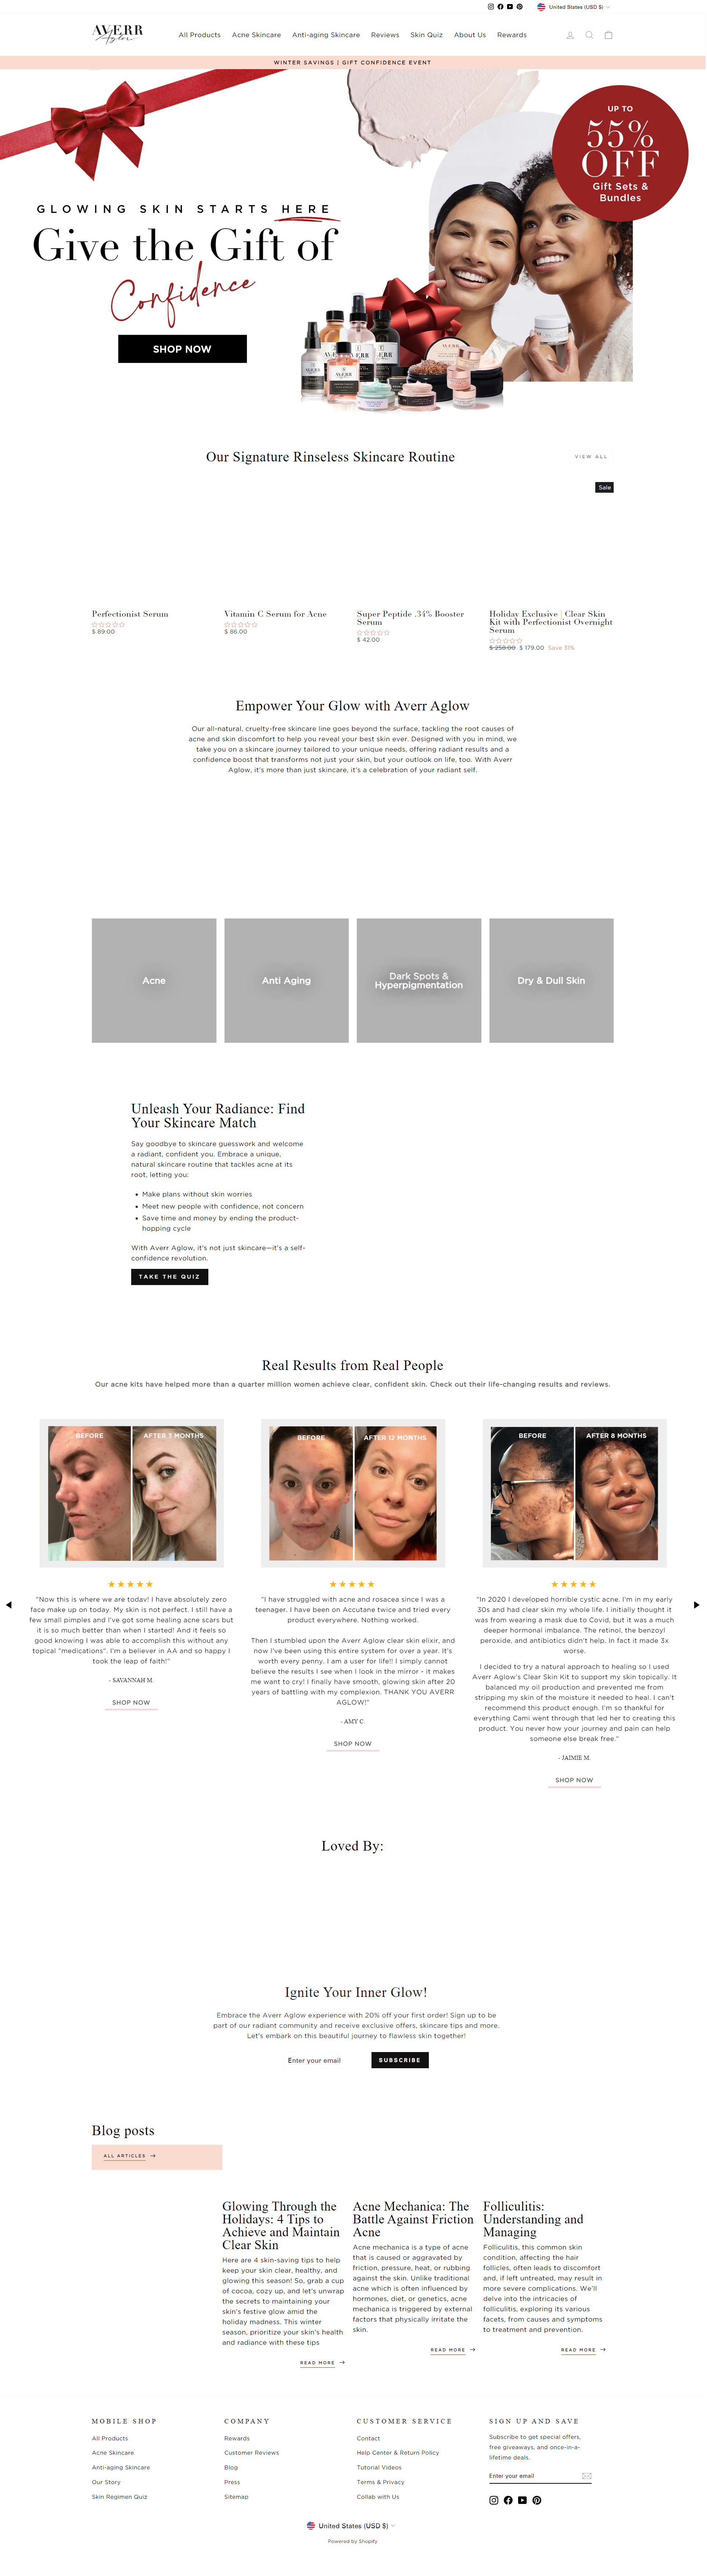 United States (USD $)
AVERR
Aglow
All Products
Acne Skincare
Anti-aging Skincare
Reviews
Skin Quiz
About Us
Rewards
WINTER SAVINGS | GIFT CONFIDENCE EVENT
UP TO
55%
OFF
Gift Sets &
Bundles
GLOWING SKIN STARTS HERE
Give the Gift of
Confidence
SHOP NOW
Our Signature Rinseless Skincare Routine
VIEW ALL
Sale
Perfectionist Serum
$ 89.00
Vitamin C Serum for Acne
$ 86.00
Super Peptide .34% Booster
Serum
$ 42.00
Holiday Exclusive | Clear Skin
Kit with Perfectionist Overnight
Serum
$ 258.00 $ 179.00 Save 31%
Empower Your Glow with Averr Aglow
Our all-natural, cruelty-free skincare line goes beyond the surface, tackling the root causes of
acne and skin discomfort to help you reveal your best skin ever. Designed with you in mind, we
take you on a skincare journey tailored to your unique needs, offering radiant results and a
confidence boost that transforms not just your skin, but your outlook on life, too. With Averr
Aglow, it's more than just skincare, it's a celebration of your radiant self.
Acne
Anti Aging
Dark Spots &
Hyperpigmentation
Dry & Dull Skin
Unleash Your Radiance: Find
Your Skincare Match
Say goodbye to skincare guesswork and welcome
a radiant, confident you. Embrace a unique,
natural skincare routine that tackles acne at its
root, letting you:
Make plans without skin worries
Meet new people with confidence, not concern
Save time and money by ending the product-
hopping cycle
With Averr Aglow, it's not just skincare—it's a self-
confidence revolution.
TAKE THE QUIZ
Real Results from Real People
Our acne kits have helped more than a quarter million women achieve clear, confident skin. Check out their life-changing results and reviews.
BEFORE
AFTER 3 MONTHS
"Now this is where we are today! I have absolutely zero
face make up on today. My skin is not perfect. I still have a
few small pimples and I've got some healing acne scars but
it is so much better than when I started! And it feels so
good knowing I was able to accomplish this without any
topical "medications". I'm a believer in AA and so happy I
took the leap of faith!"
- SAVANNAH M.
SHOP NOW
BEFORE
AFTER 12 MONTHS
"I have struggled with acne and rosacea since I was a
teenager. I have been on Accutane twice and tried every
product everywhere. Nothing worked.
Then I stumbled upon the Averr Aglow clear skin elixir, and
now I've been using this entire system for over a year. It's
worth every penny. I am a user for life!! I simply cannot
believe the results I see when I look in the mirror - it makes
me want to cry! I finally have smooth, glowing skin after 20
years of battling with my complexion. THANK YOU AVERR
AGLOW!"
- AMY C.
SHOP NOW
BEFORE
AFTER 8 MONTHS
"In 2020 I developed horrible cystic acne. I'm in my early
30s and had clear skin my whole life. I initially thought it
was from wearing a mask due to Covid, but it was a much
deeper hormonal imbalance. The retinol, the benzoyl
peroxide, and antibiotics didn't help. In fact it made 3x
worse.
I decided to try a natural approach to healing so I used
Averr Aglow's Clear Skin Kit to support my skin topically. It
balanced my oil production and prevented me from
stripping my skin of the moisture it needed to heal. I can't
recommend this product enough. I'm so thankful for
everything Cami went through that led her to creating this
product. You never how your journey and pain can help
someone else break free."
- JAIMIE M.
SHOP NOW
Loved By:
Ignite Your Inner Glow!
Embrace the Averr Aglow experience with 20% off your first order! Sign up to be
part of our radiant community and receive exclusive offers, skincare tips and more.
Let's embark on this beautiful journey to flawless skin together!
Enter your email
SUBSCRIBE
Blog posts
ALL ARTICLES
Glowing Through the
Holidays: 4 Tips to
Achieve and Maintain
Clear Skin
Here are 4 skin-saving tips to help
keep your skin clear, healthy, and
glowing this season! So, grab a cup
of cocoa, cozy up, and let's unwrap
the secrets to maintaining your
skin's festive glow amid the
holiday madness. This winter
season, prioritize your skin's health
and radiance with these tips
READ MORE
Acne Mechanica: The
Battle Against Friction
Acne
Acne mechanica is a type of acne
that is caused or aggravated by
friction, pressure, heat, or rubbing
against the skin. Unlike traditional
acne which is often influenced by
hormones, diet, or genetics, acne
mechanica is triggered by external
factors that physically irritate the
skin.
READ MORE
Folliculitis:
Understanding and
Managing
Folliculitis, this common skin
condition, affecting the hair
follicles, often leads to discomfort
and, if left untreated, may result in
more severe complications. We'll
delve into the intricacies of
folliculitis, exploring its various
facets, from causes and symptoms
to treatment and prevention.
READ MORE
MOBILE SHOP
All Products
Acne Skincare
Anti-aging Skincare
Our Story
Skin Regimen Quiz
COMPANY
Rewards
Customer Reviews
Blog
Press
Sitemap
CUSTOMER SERVICE
Contact
Help Center & Return Policy
Tutorial Videos
Terms & Privacy
Collab with Us
SIGN UP AND SAVE
Subscribe to get special offers,
free giveaways, and once-in-a-
lifetime deals.
Enter your email
United States (USD $)
Powered by Shopify